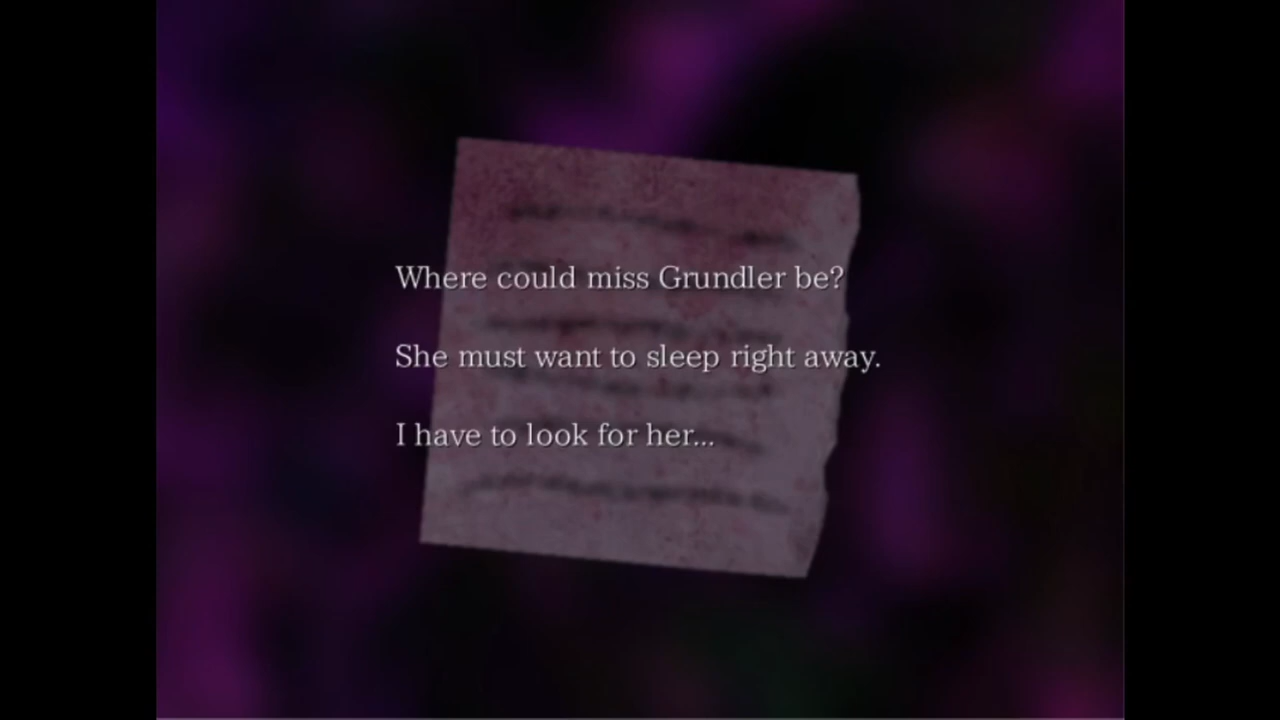 Where could miss Grundler be?
She must want to sleep right away.
I have to look for her...